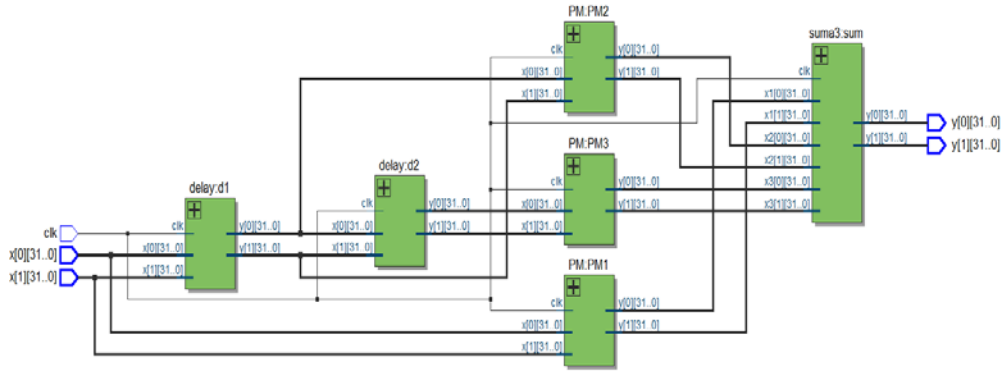 PM:PM2
clk y[0][31..0]
x[0][31..0] y[1][31..0]
x[1][31..0]
suma3:sum
clk
x1[0][31..0]
x1[1][31..0] y[0][31..0] y[0][31..0]
x2[0][31..0] y[1][31..0] y[1][31..0]
x2[1][31..0]
x3[0][31..0]
x3[1][31..0]
PM:PM3
clk y[0][31..0]
x[0][31..0] y[1][31..0]
x[1][31..0]
delay:d2
clk y[0][31..0]
x[0][31..0] y[1][31..0]
x[1][31..0]
delay:d1
clk clk y[0][31..0]
x[0][31..0] x[0][31..0] y[1][31..0]
x[1][31..0] x[1][31..0]
PM:PM1
clk y[0][31..0]
x[0][31..0] y[1][31..0]
x[1][31..0]